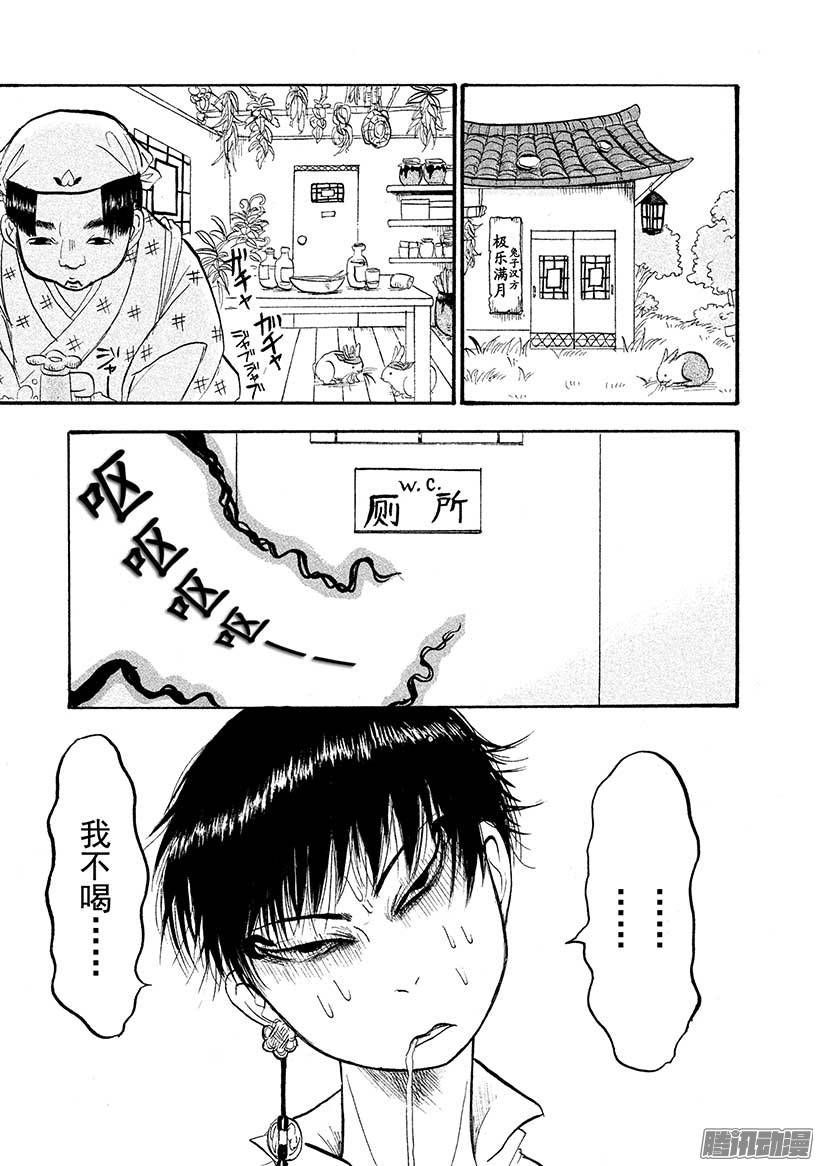 兔子汉方
极乐满月
ガチャ
ガチャ
ジャブジャブ
ジャー
W.C.
厕所
呕
呕
呕
呕——
……
……
我不喝
……
腾讯动漫